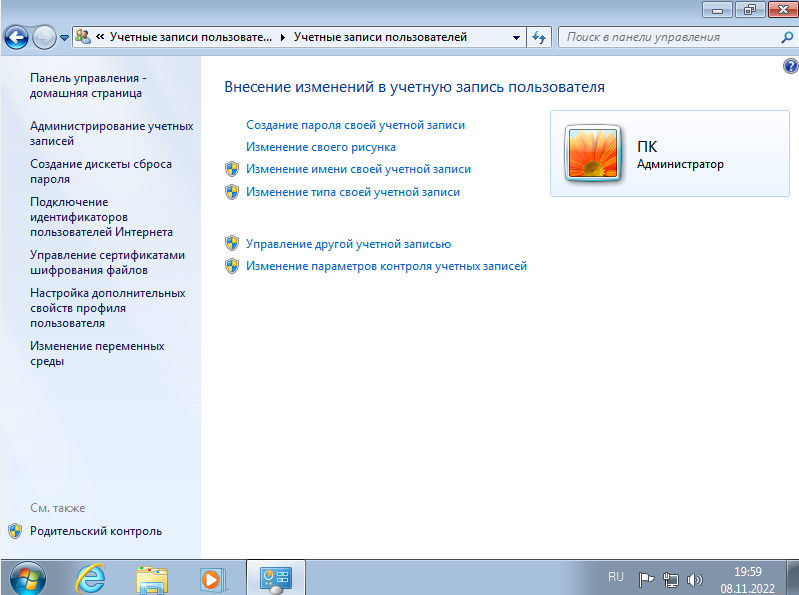 « Учетные записи пользовате... ▸ Учетные записи пользователей
Поиск в панели управления
Панель управления -
домашняя страница
Администрирование учетных
записей
Создание дискеты сброса
пароля
Подключение
идентификаторов
пользователей Интернета
Управление сертификатами
шифрования файлов
Настройка дополнительных
свойств профиля
пользователя
Изменение переменных
среды
См. также
Родительский контроль
Внесение изменений в учетную запись пользователя
Создание пароля своей учетной записи
Изменение своего рисунка
Изменение имени своей учетной записи
Изменение типа своей учетной записи
Управление другой учетной записью
Изменение параметров контроля учетных записей
ПК
Администратор
RU
19:59
08.11.2022